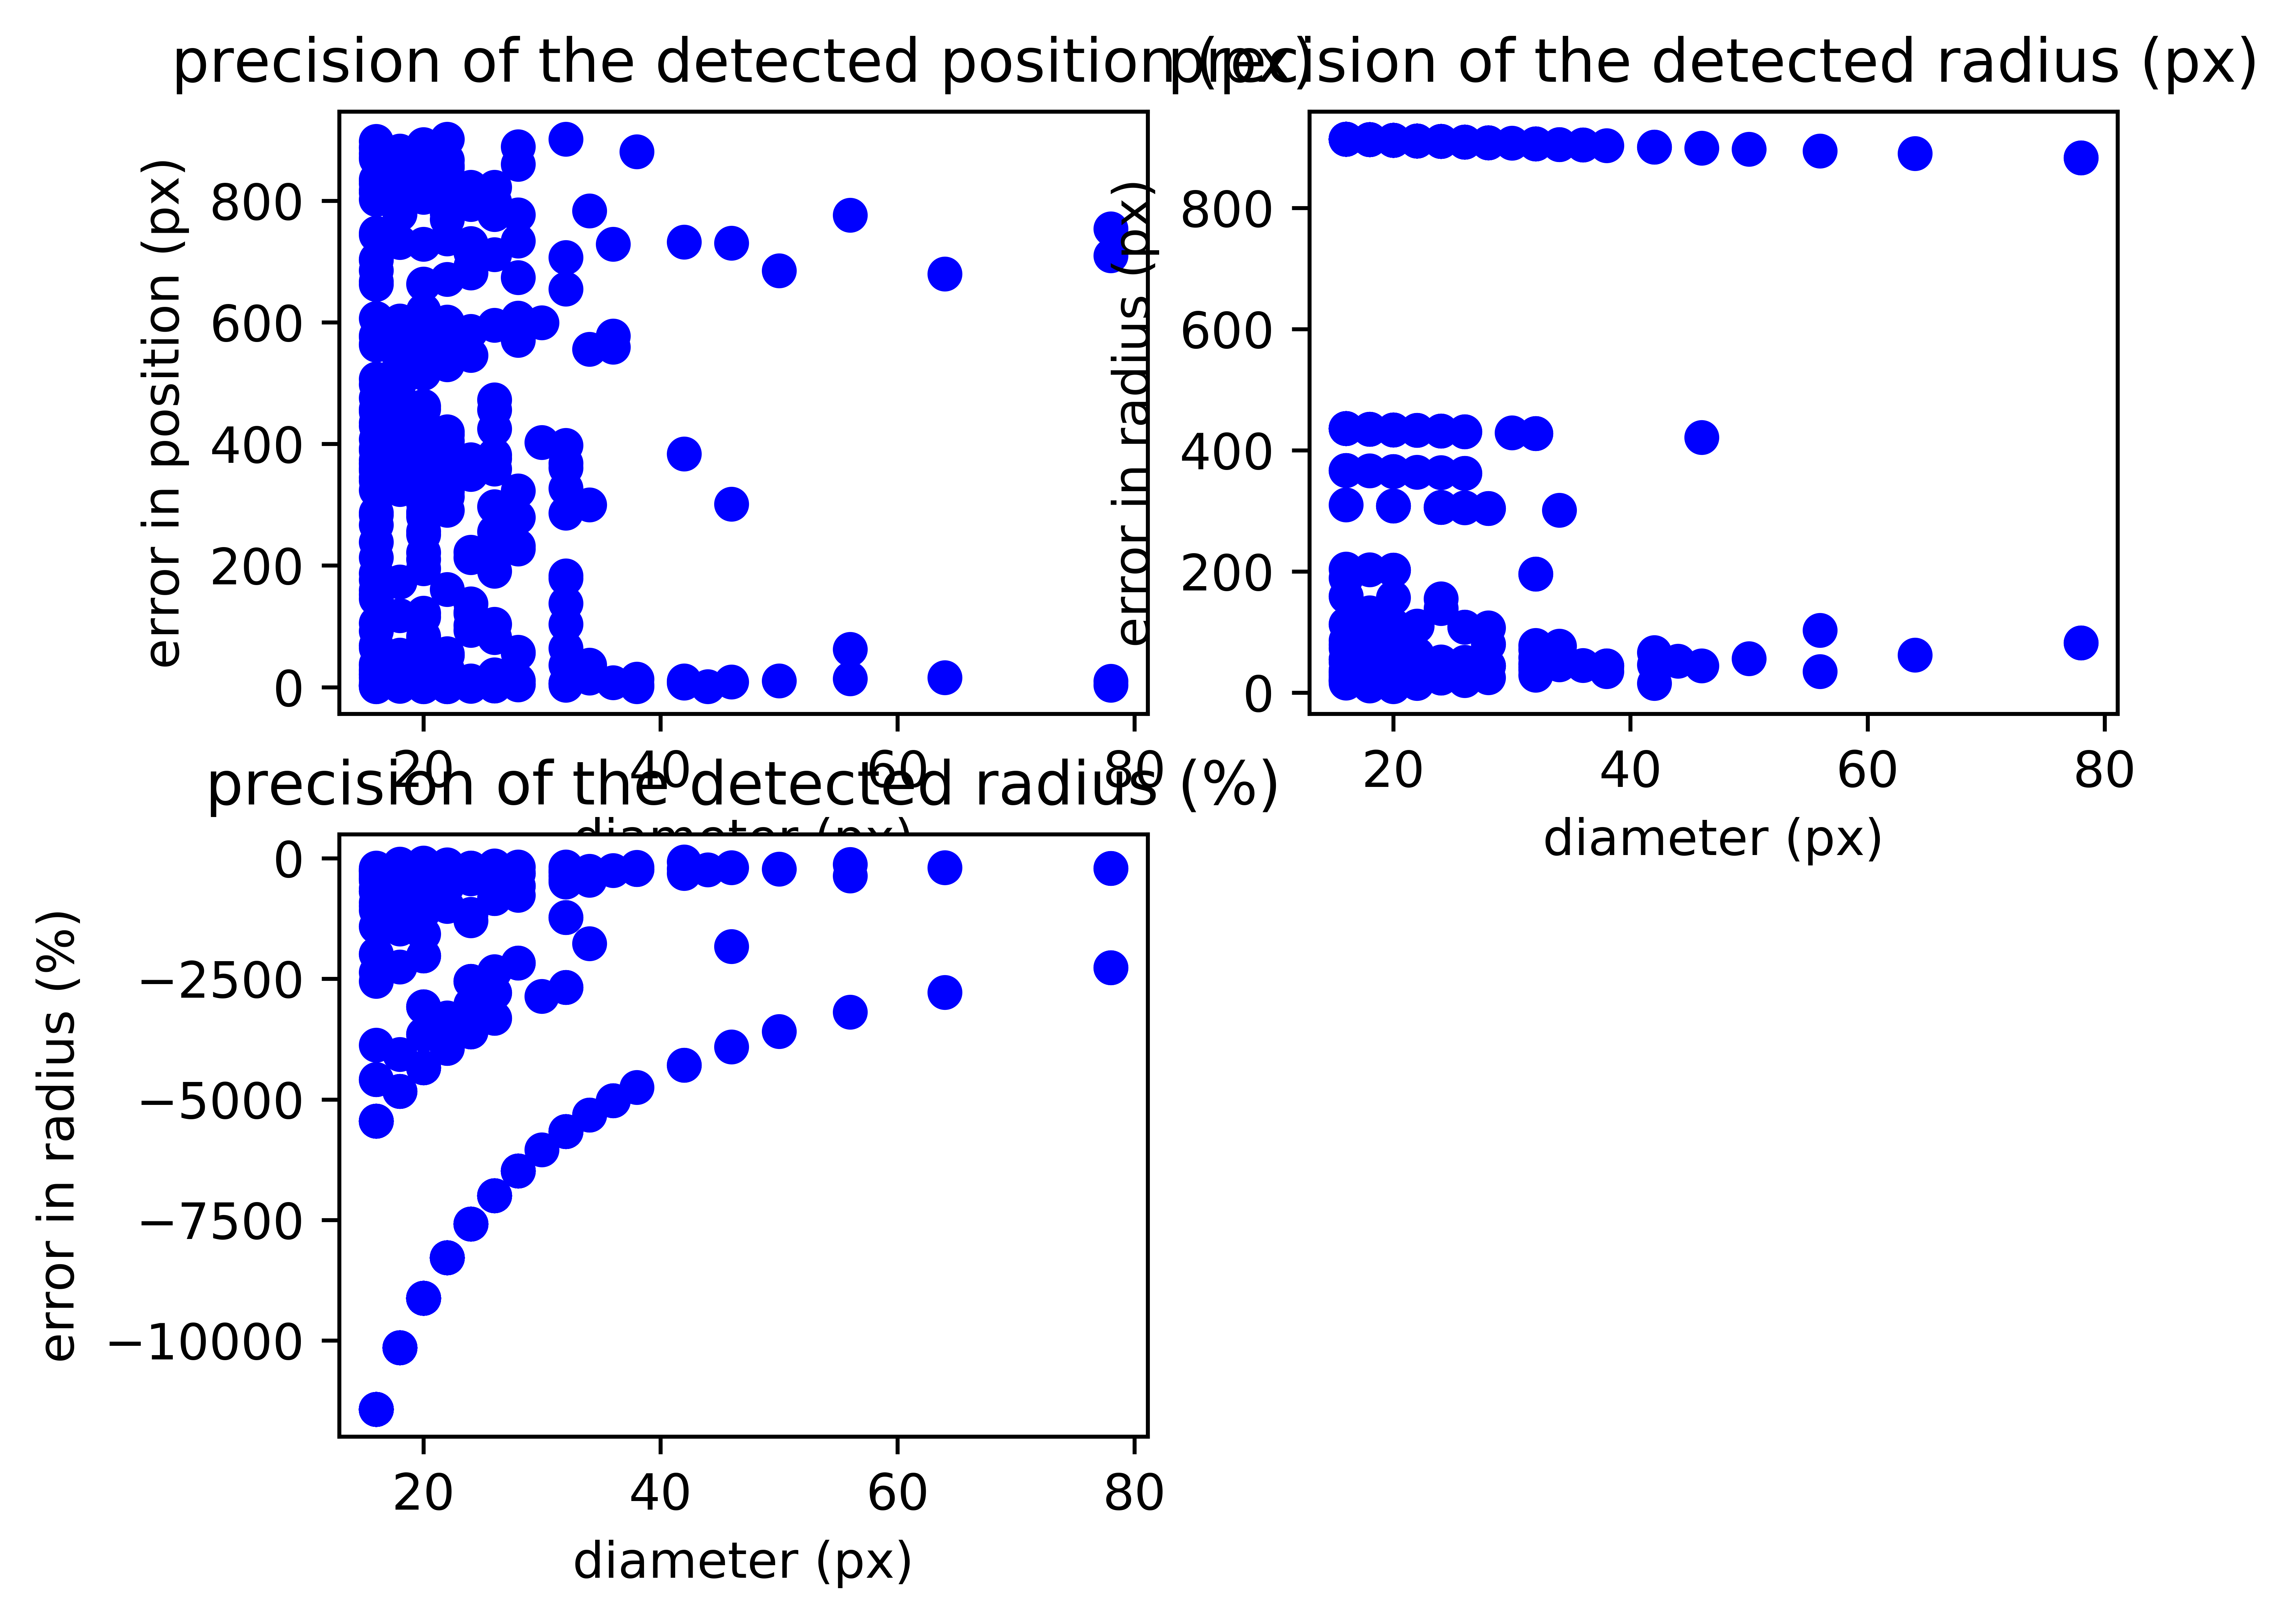 precision of the detected position (px)
precision of the detected radius (px)
error in position (px)
800
600
400
200
0
20 40 60 80
diameter (px)
error in radius (px)
800
600
400
200
0
20 40 60 80
diameter (px)
precision of the detected radius (%)
error in radius (%)
0
−2500
−5000
−7500
−10000
20 40 60 80
diameter (px)